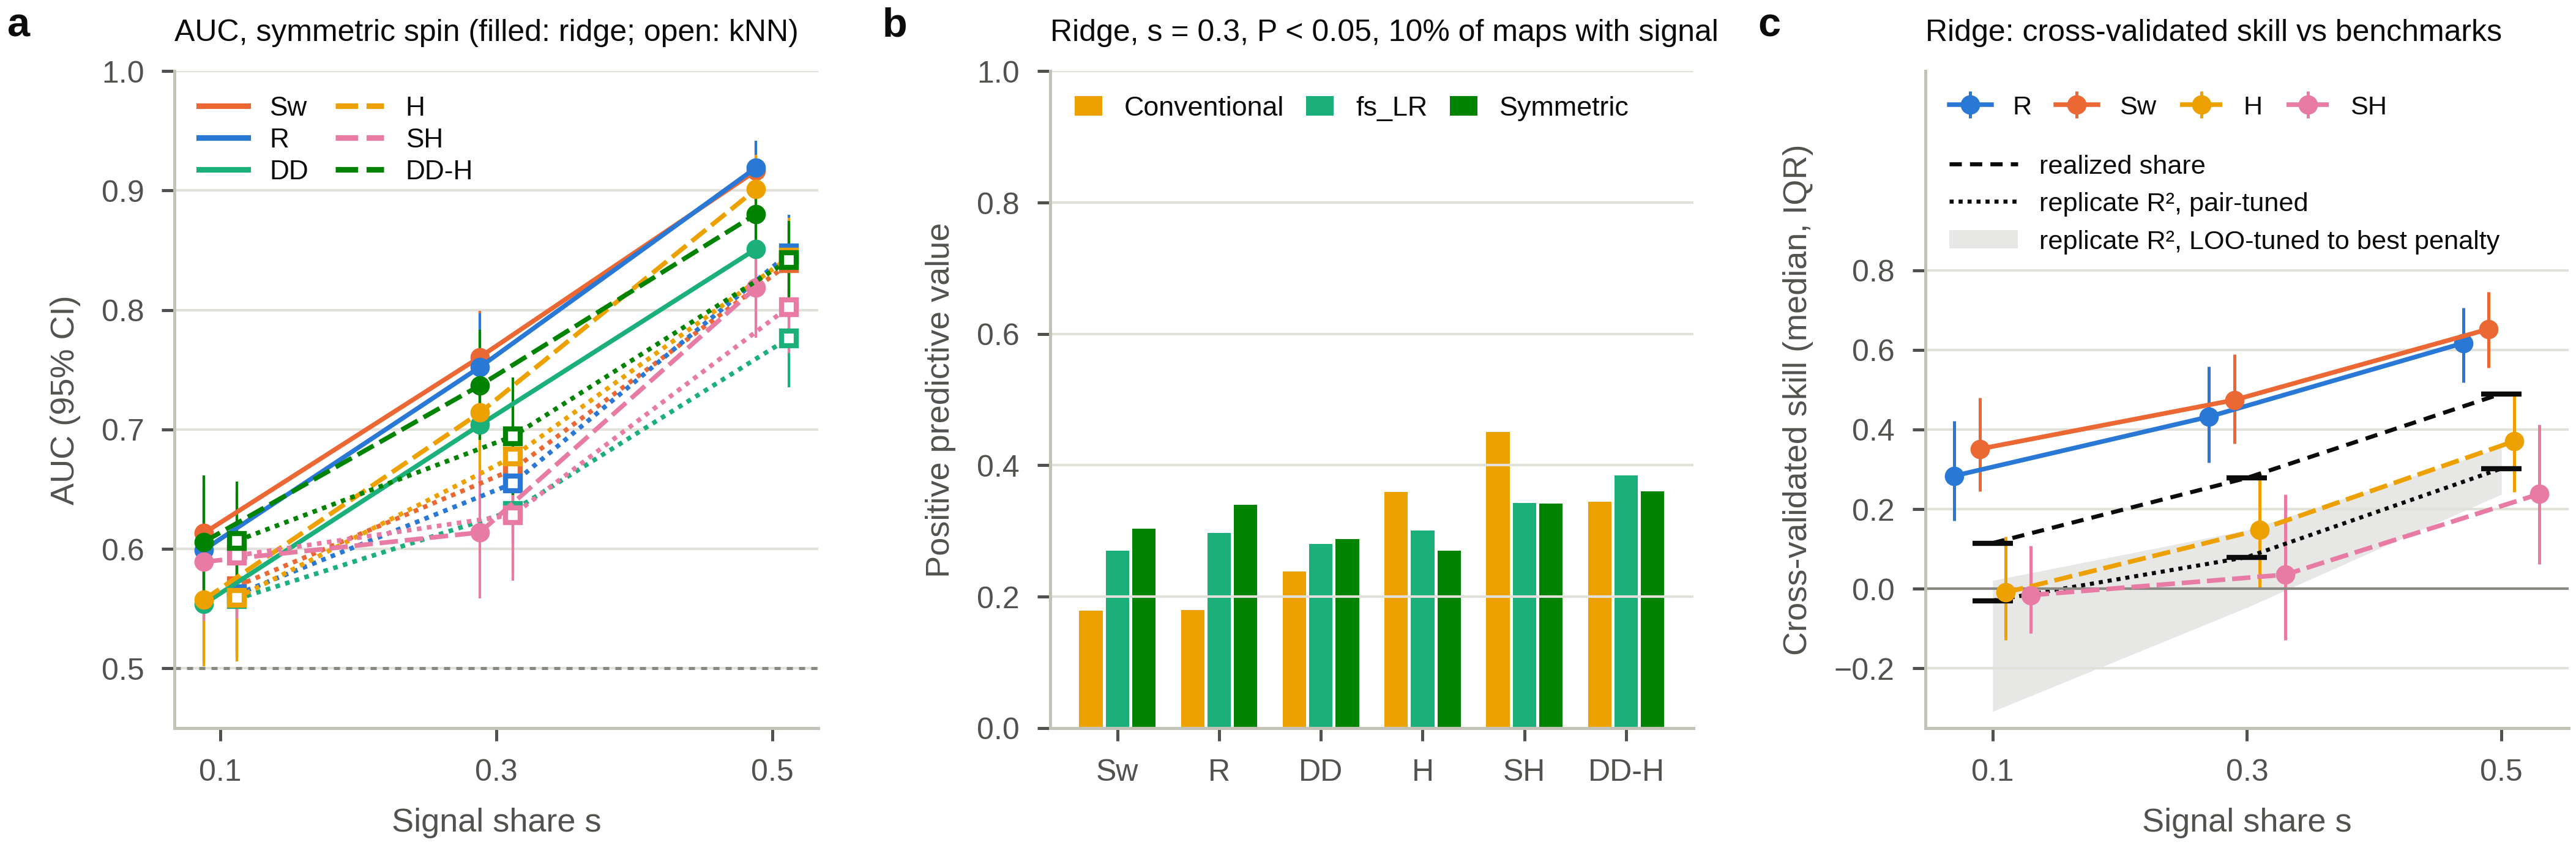 a
AUC, symmetric spin (filled: ridge; open: kNN)
AUC (95% CI)
1.0
0.9
0.8
0.7
0.6
0.5
Sw
R
DD
H
SH
DD-H
0.1
0.3
0.5
Signal share s
b
Ridge, s = 0.3, P < 0.05, 10% of maps with signal
Positive predictive value
1.0
0.8
0.6
0.4
0.2
0.0
Conventional
fs_LR
Symmetric
Sw
R
DD
H
SH
DD-H
c
Ridge: cross-validated skill vs benchmarks
Cross-validated skill (median, IQR)
R
Sw
H
SH
realized share
replicate R², pair-tuned
replicate R², LOO-tuned to best penalty
0.8
0.6
0.4
0.2
0.0
−0.2
0.1
0.3
0.5
Signal share s